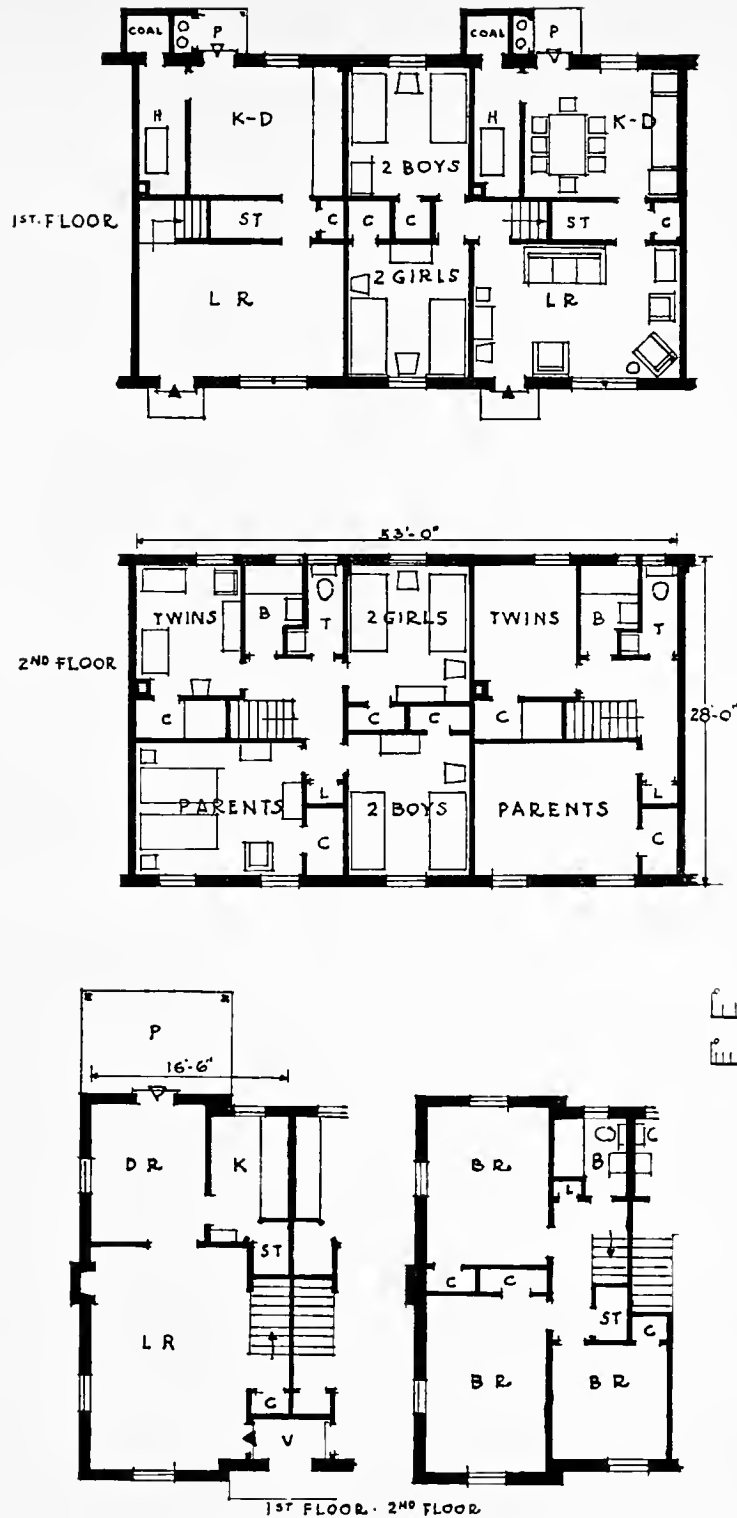 COAL P COAL P
H K-D H K-D
2 BOYS
1ST. FLOOR ST C C C ST C
2 GIRLS
L R L R
53'-0"
TWINS B T 2 GIRLS TWINS B T
2ND FLOOR
C C C C 28'-0"
L L
PARENTS 2 BOYS PARENTS
C C
P
16'-6"
D R K B R B C
L
ST
C C
L R ST
C
B R B R
C
V
1ST FLOOR · 2ND FLOOR